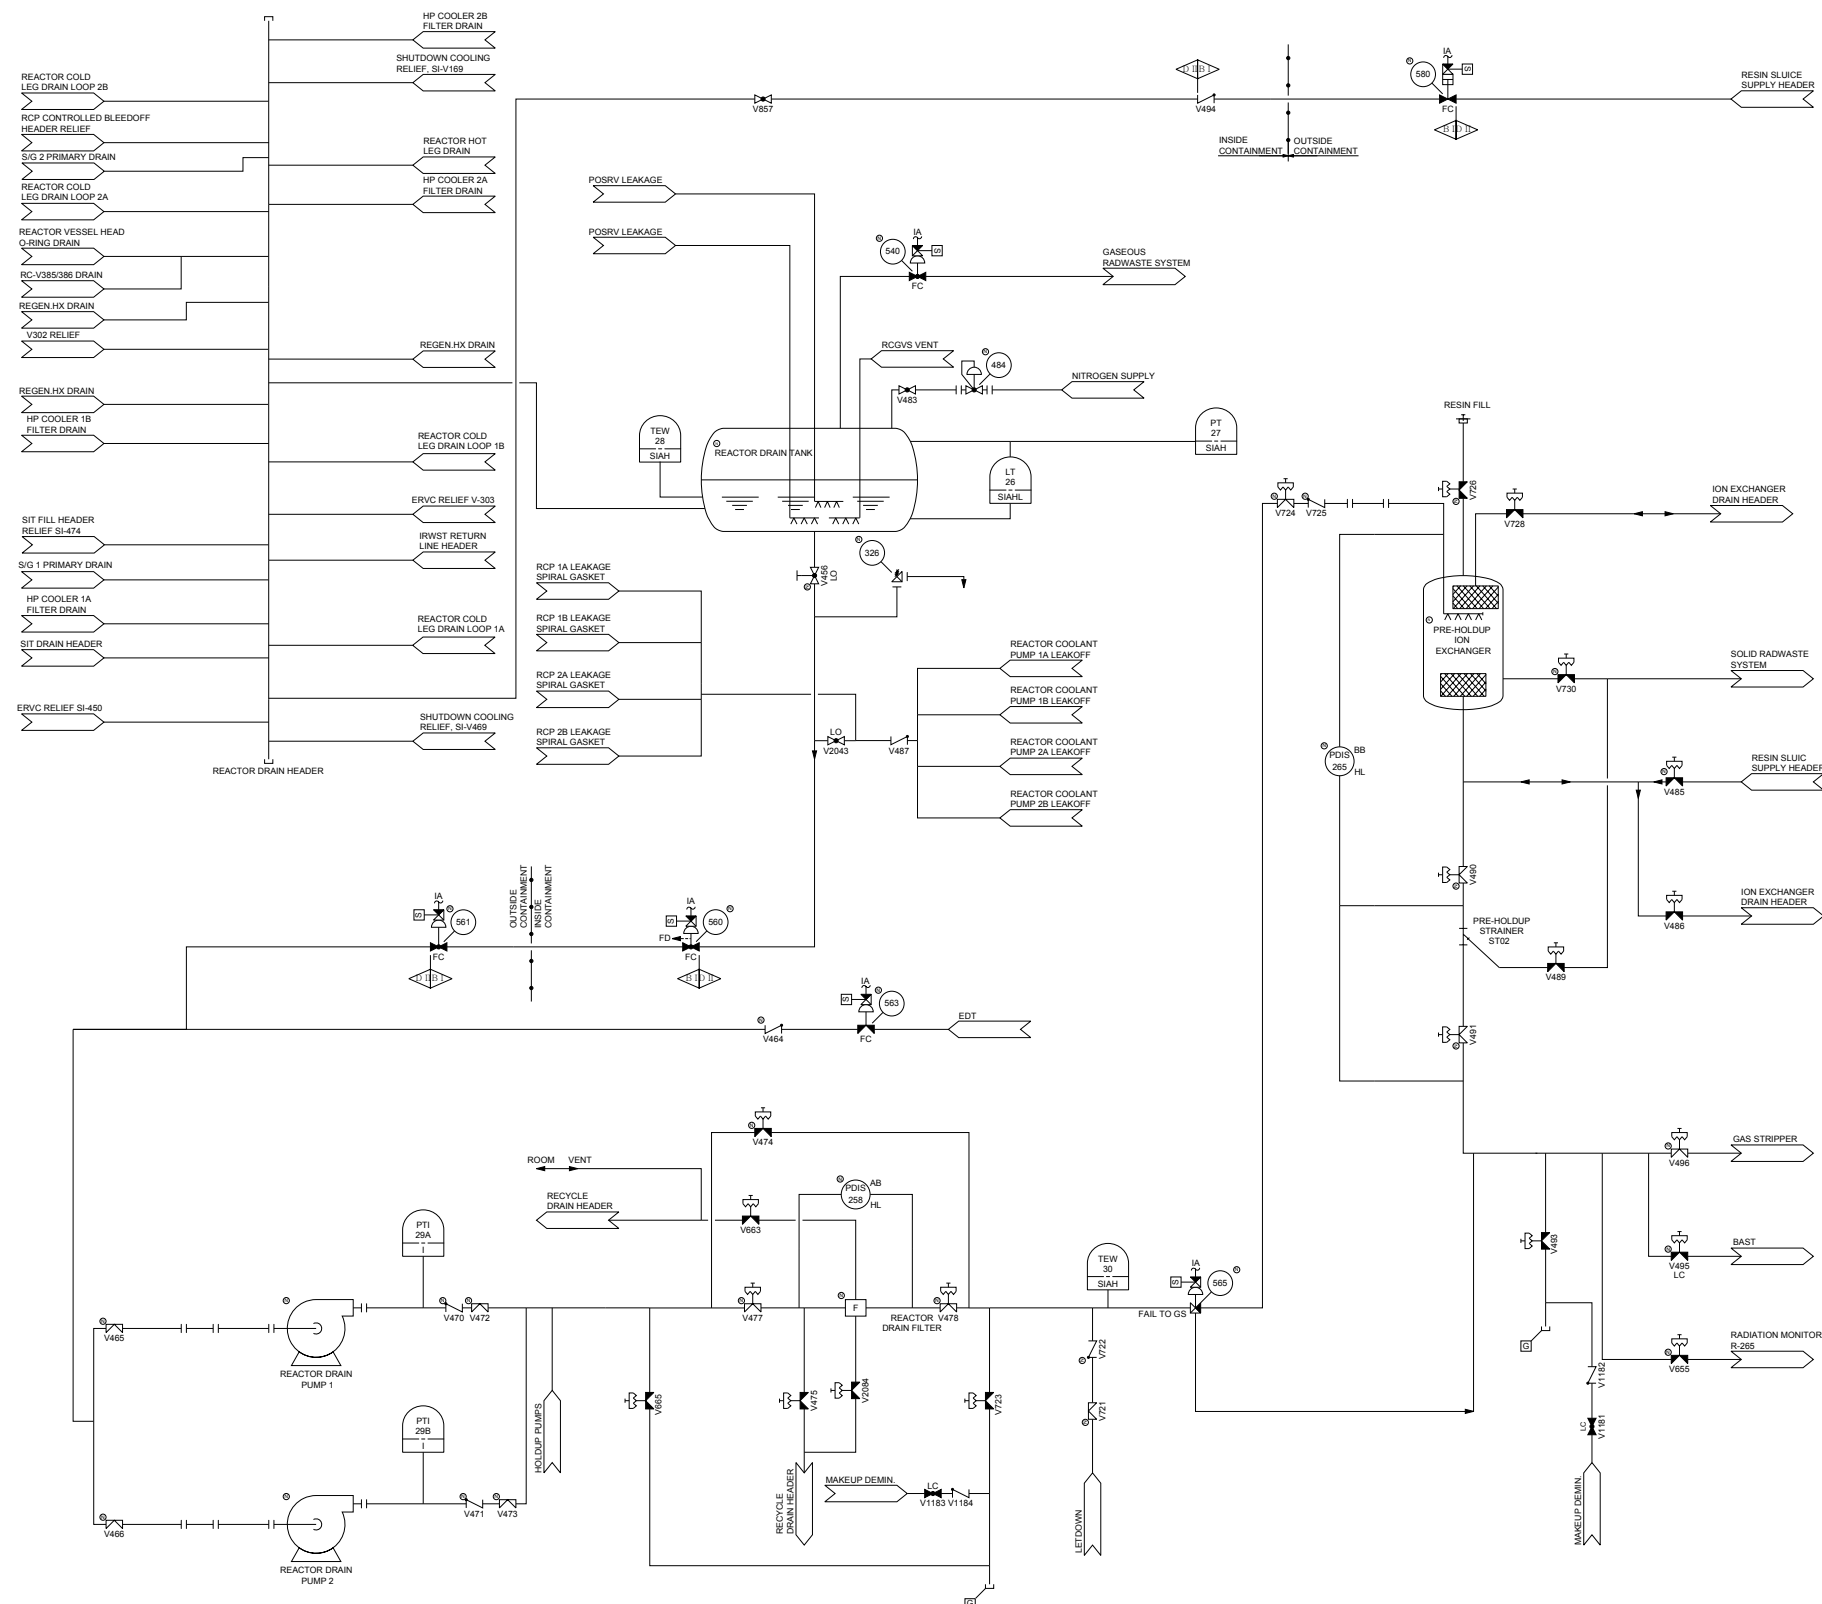 HP COOLER 2B
FILTER DRAIN
SHUTDOWN COOLING
RELIEF, SI-V169
REACTOR COLD
LEG DRAIN LOOP 2B
RCP CONTROLLED BLEEDOFF
HEADER RELIEF
S/G 2 PRIMARY DRAIN
REACTOR HOT
LEG DRAIN
REACTOR COLD
LEG DRAIN LOOP 2A
HP COOLER 2A
FILTER DRAIN
REACTOR VESSEL HEAD
O-RING DRAIN
RC-V385/386 DRAIN
REGEN.HX DRAIN
V302 RELIEF
REGEN.HX DRAIN
REGEN.HX DRAIN
HP COOLER 1B
FILTER DRAIN
REACTOR COLD
LEG DRAIN LOOP 1B
ERVC RELIEF V-303
SIT FILL HEADER
RELIEF SI-474
IRWST RETURN
LINE HEADER
S/G 1 PRIMARY DRAIN
HP COOLER 1A
FILTER DRAIN
REACTOR COLD
LEG DRAIN LOOP 1A
SIT DRAIN HEADER
ERVC RELIEF SI-450
SHUTDOWN COOLING
RELIEF, SI-V469
REACTOR DRAIN HEADER
V857
D II B I
V494
INSIDE
CONTAINMENT
OUTSIDE
CONTAINMENT
IA
S
580
FC
B I D II
RESIN SLUICE
SUPPLY HEADER
POSRV LEAKAGE
POSRV LEAKAGE
IA
S
540
FC
GASEOUS
RADWASTE SYSTEM
RCGVS VENT
484
V483
NITROGEN SUPPLY
TEW
28
SIAH
REACTOR DRAIN TANK
LT
26
SIAHL
PT
27
SIAH
V456
LO
326
RCP 1A LEAKAGE
SPIRAL GASKET
RCP 1B LEAKAGE
SPIRAL GASKET
RCP 2A LEAKAGE
SPIRAL GASKET
RCP 2B LEAKAGE
SPIRAL GASKET
LO
V2043
V487
REACTOR COOLANT
PUMP 1A LEAKOFF
REACTOR COOLANT
PUMP 1B LEAKOFF
REACTOR COOLANT
PUMP 2A LEAKOFF
REACTOR COOLANT
PUMP 2B LEAKOFF
RESIN FILL
V726
V724
V725
V728
ION EXCHANGER
DRAIN HEADER
PRE-HOLDUP
ION
EXCHANGER
V730
SOLID RADWASTE
SYSTEM
PDIS
265
BB
HL
V485
RESIN SLUIC
SUPPLY HEADER
V490
V486
ION EXCHANGER
DRAIN HEADER
PRE-HOLDUP
STRAINER
ST02
V489
V491
IA
S
561
FC
D II B I
OUTSIDE
CONTAINMENT
INSIDE
CONTAINMENT
IA
S
560
FD
FC
B I D II
V464
IA
S
563
FC
EDT
V474
ROOM VENT
RECYCLE
DRAIN HEADER
V663
PDIS
258
AB
HL
PTI
29A
I
V465
REACTOR DRAIN
PUMP 1
V470
V472
V477
F
REACTOR
DRAIN FILTER
V478
TEW
30
SIAH
IA
S
565
FAIL TO GS
PTI
29B
I
V466
REACTOR DRAIN
PUMP 2
V471
V473
HOLDUP PUMPS
V665
V475
V2084
RECYCLE
DRAIN HEADER
V723
MAKEUP DEMIN.
LC
V1183
V1184
G
V722
V721
LETDOWN
V496
GAS STRIPPER
V493
V495
LC
BAST
G
V655
RADIATION MONITOR
R-265
V1182
LC
V1181
MAKEUP DEMIN.